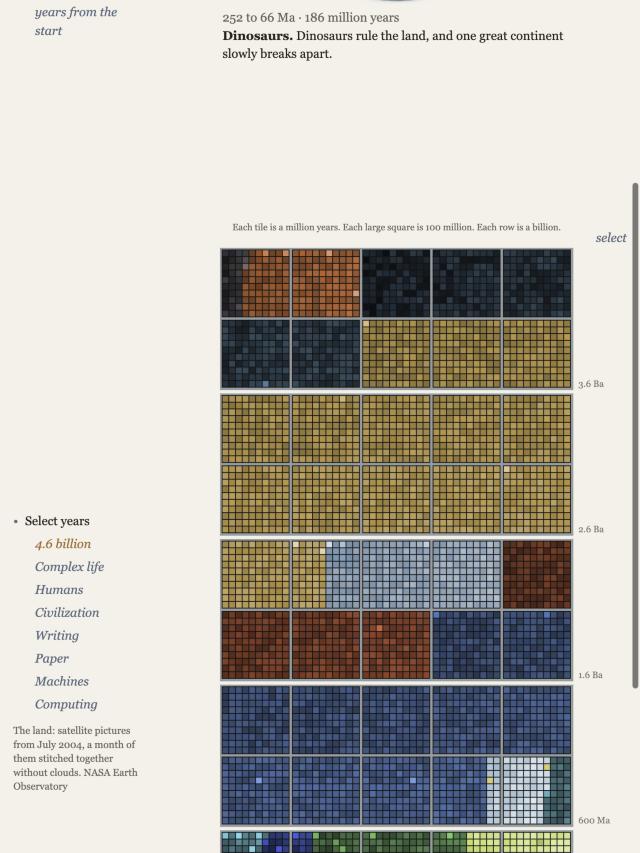 years from the
start
252 to 66 Ma · 186 million years
Dinosaurs. Dinosaurs rule the land, and one great continent
slowly breaks apart.
Each tile is a million years. Each large square is 100 million. Each row is a billion.
select
3.6 Ba
2.6 Ba
• Select years
4.6 billion
Complex life
Humans
Civilization
Writing
Paper
Machines
Computing
1.6 Ba
The land: satellite pictures
from July 2004, a month of
them stitched together
without clouds. NASA Earth
Observatory
600 Ma